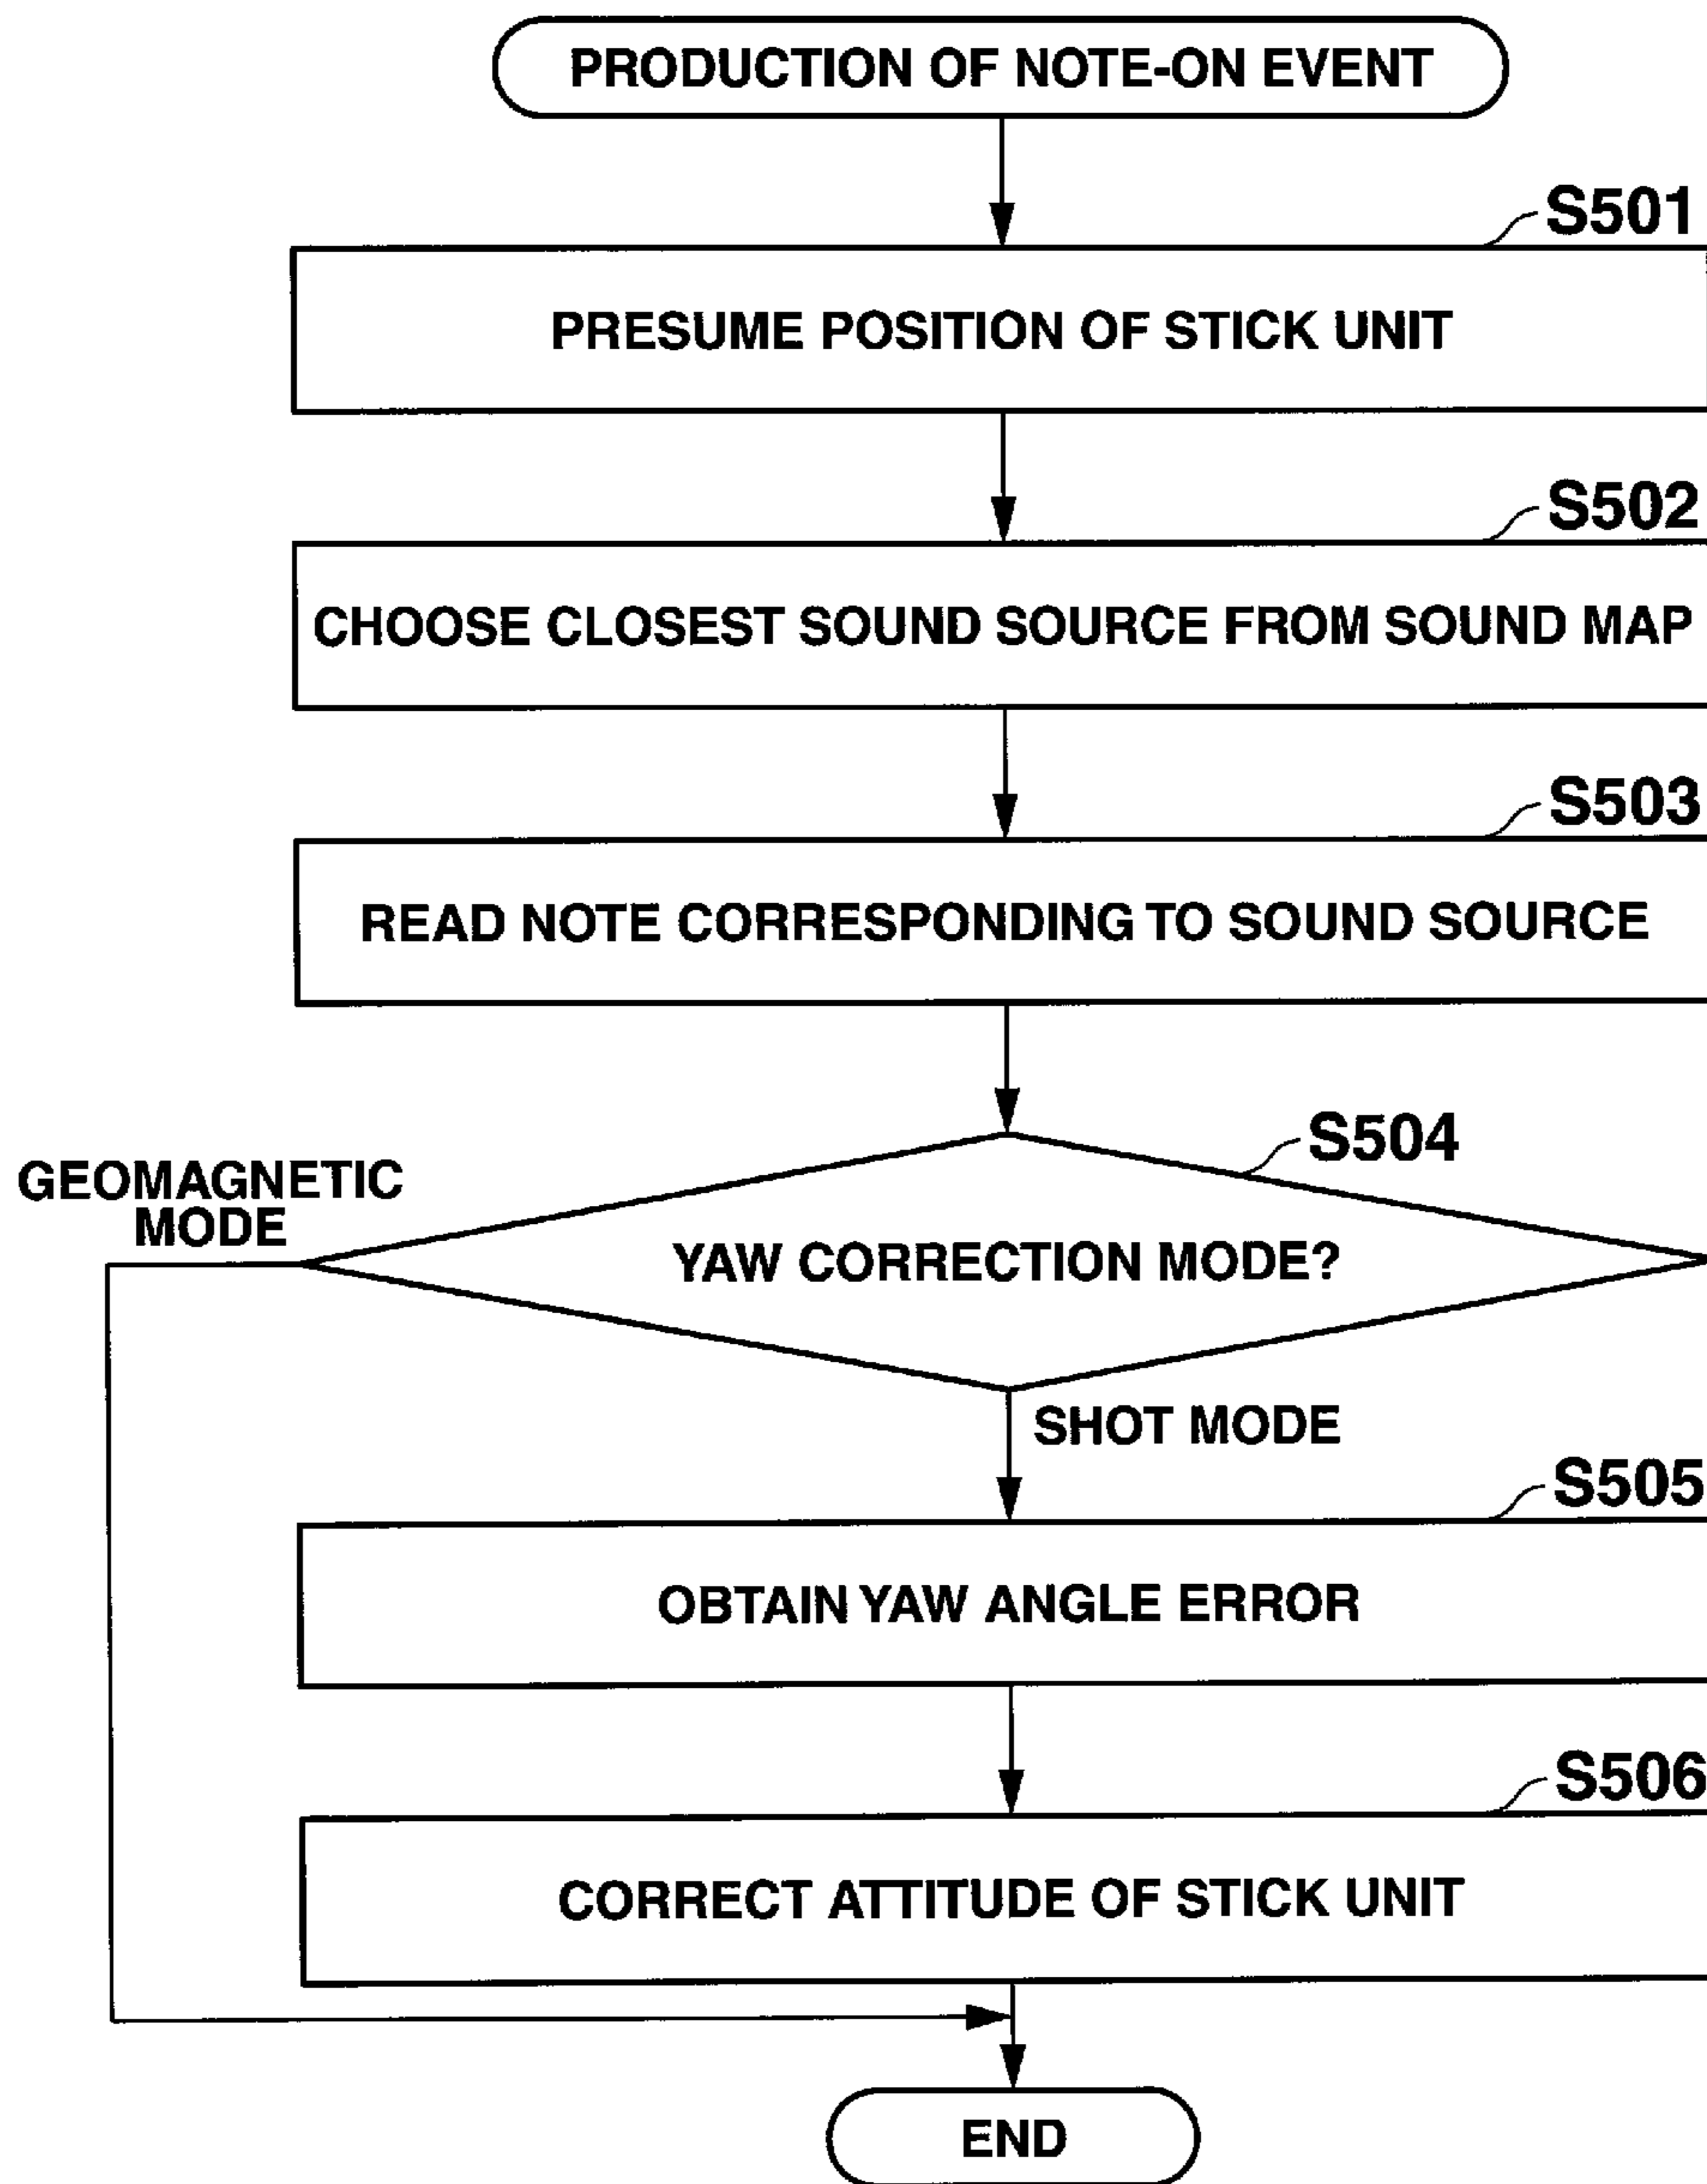 PRODUCTION OF NOTE-ON EVENT
S501
PRESUME POSITION OF STICK UNIT
S502
CHOOSE CLOSEST SOUND SOURCE FROM SOUND MAP
S503
READ NOTE CORRESPONDING TO SOUND SOURCE
S504
GEOMAGNETIC
MODE
YAW CORRECTION MODE?
SHOT MODE
S505
OBTAIN YAW ANGLE ERROR
S506
CORRECT ATTITUDE OF STICK UNIT
END